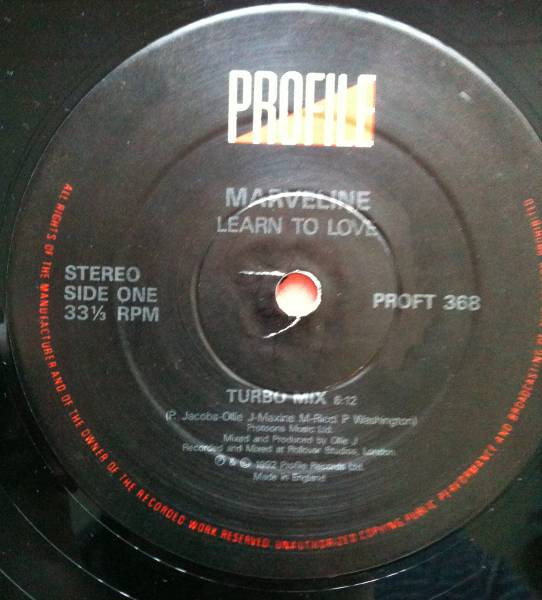 PROFILE
MARVELINE
LEARN TO LOVE
STEREO
SIDE ONE
33⅓ RPM
PROFT 368
TURBO MIX 6:12
(P. Jacobs-Ollie J-Maxine M-Ricci P Washington)
Protoons Music Ltd.
Mixed and Produced by Ollie J
Recorded and Mixed at Rollover Studios, London.
℗ & © 1992 Profile Records Ltd.
Made in England
ALL RIGHTS OF THE MANUFACTURER AND OF THE OWNER OF THE RECORDED WORK RESERVED. UNAUTHORIZED COPYING PUBLIC PERFORMANCE AND BROADCASTING OF